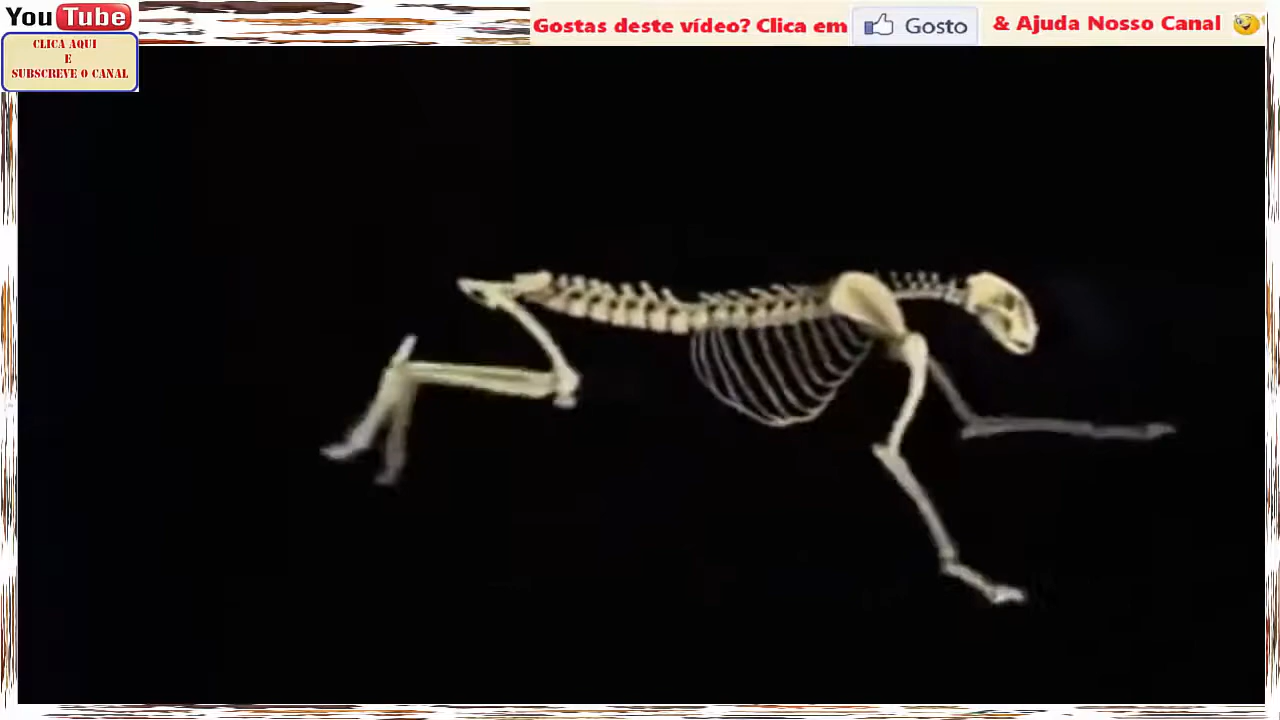 YouTube
CLICA AQUI
E
SUBSCREVE O CANAL
Gostas deste vídeo? Clica em Gosto & Ajuda Nosso Canal